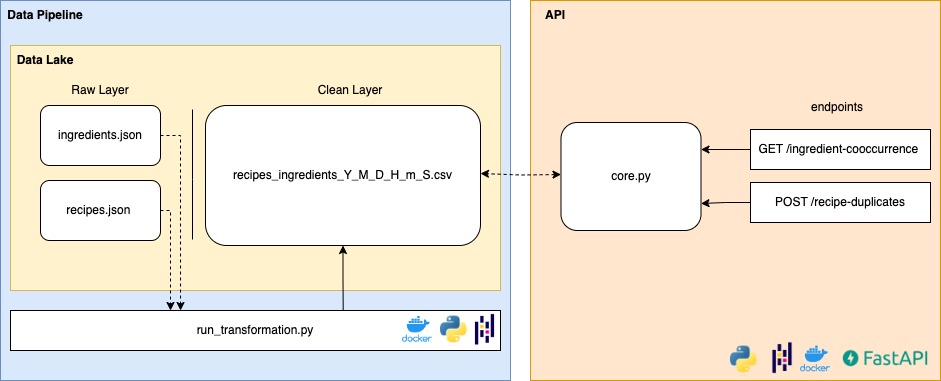 Data Pipeline
Data Lake
Raw Layer
Clean Layer
ingredients.json
recipes.json
recipes_ingredients_Y_M_D_H_m_S.csv
run_transformation.py
docker
API
endpoints
core.py
GET /ingredient-cooccurrence
POST /recipe-duplicates
docker
FastAPI